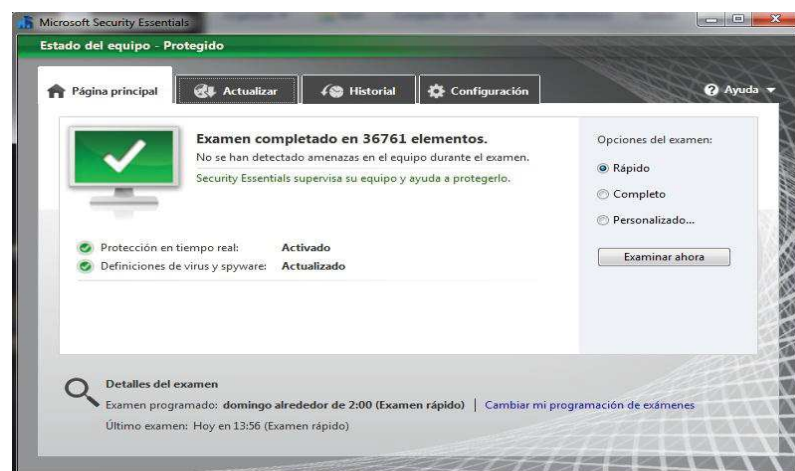 Microsoft Security Essentials
Estado del equipo - Protegido
Página principal
Actualizar
Historial
Configuración
Ayuda
Examen completado en 36761 elementos.
No se han detectado amenazas en el equipo durante el examen.
Security Essentials supervisa su equipo y ayuda a protegerlo.
Protección en tiempo real: Activado
Definiciones de virus y spyware: Actualizado
Opciones del examen:
Rápido
Completo
Personalizado...
Examinar ahora
Detalles del examen
Examen programado: domingo alrededor de 2:00 (Examen rápido) | Cambiar mi programación de exámenes
Último examen: Hoy en 13:56 (Examen rápido)